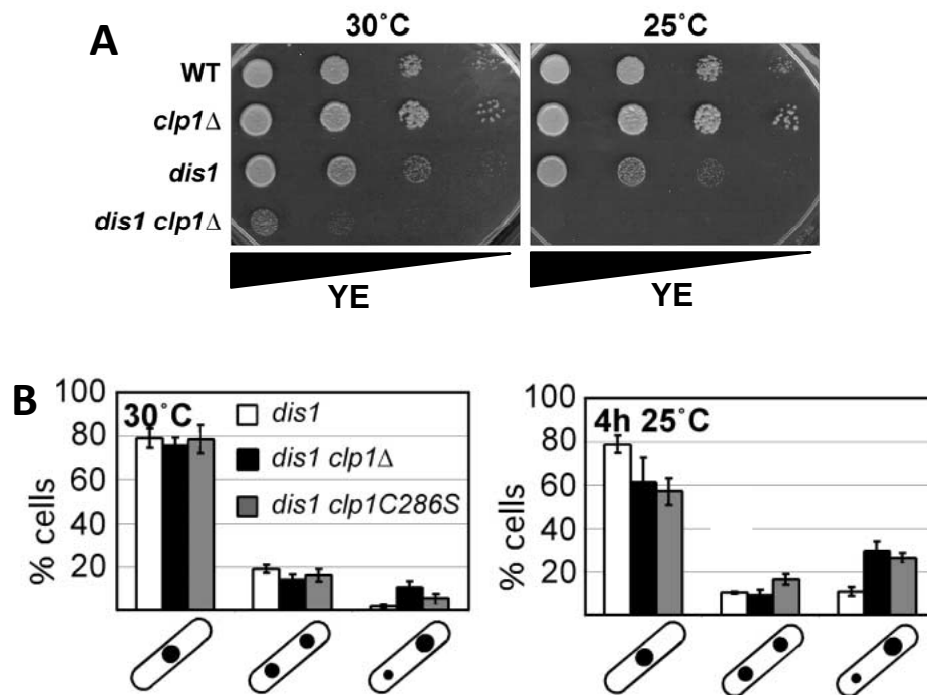 A
30˚C
25˚C
WT
clp1Δ
dis1
dis1 clp1Δ
YE
YE
B
% cells
100
80
60
40
20
30˚C
dis1
dis1 clp1Δ
dis1 clp1C286S
% cells
100
80
60
40
20
4h 25˚C